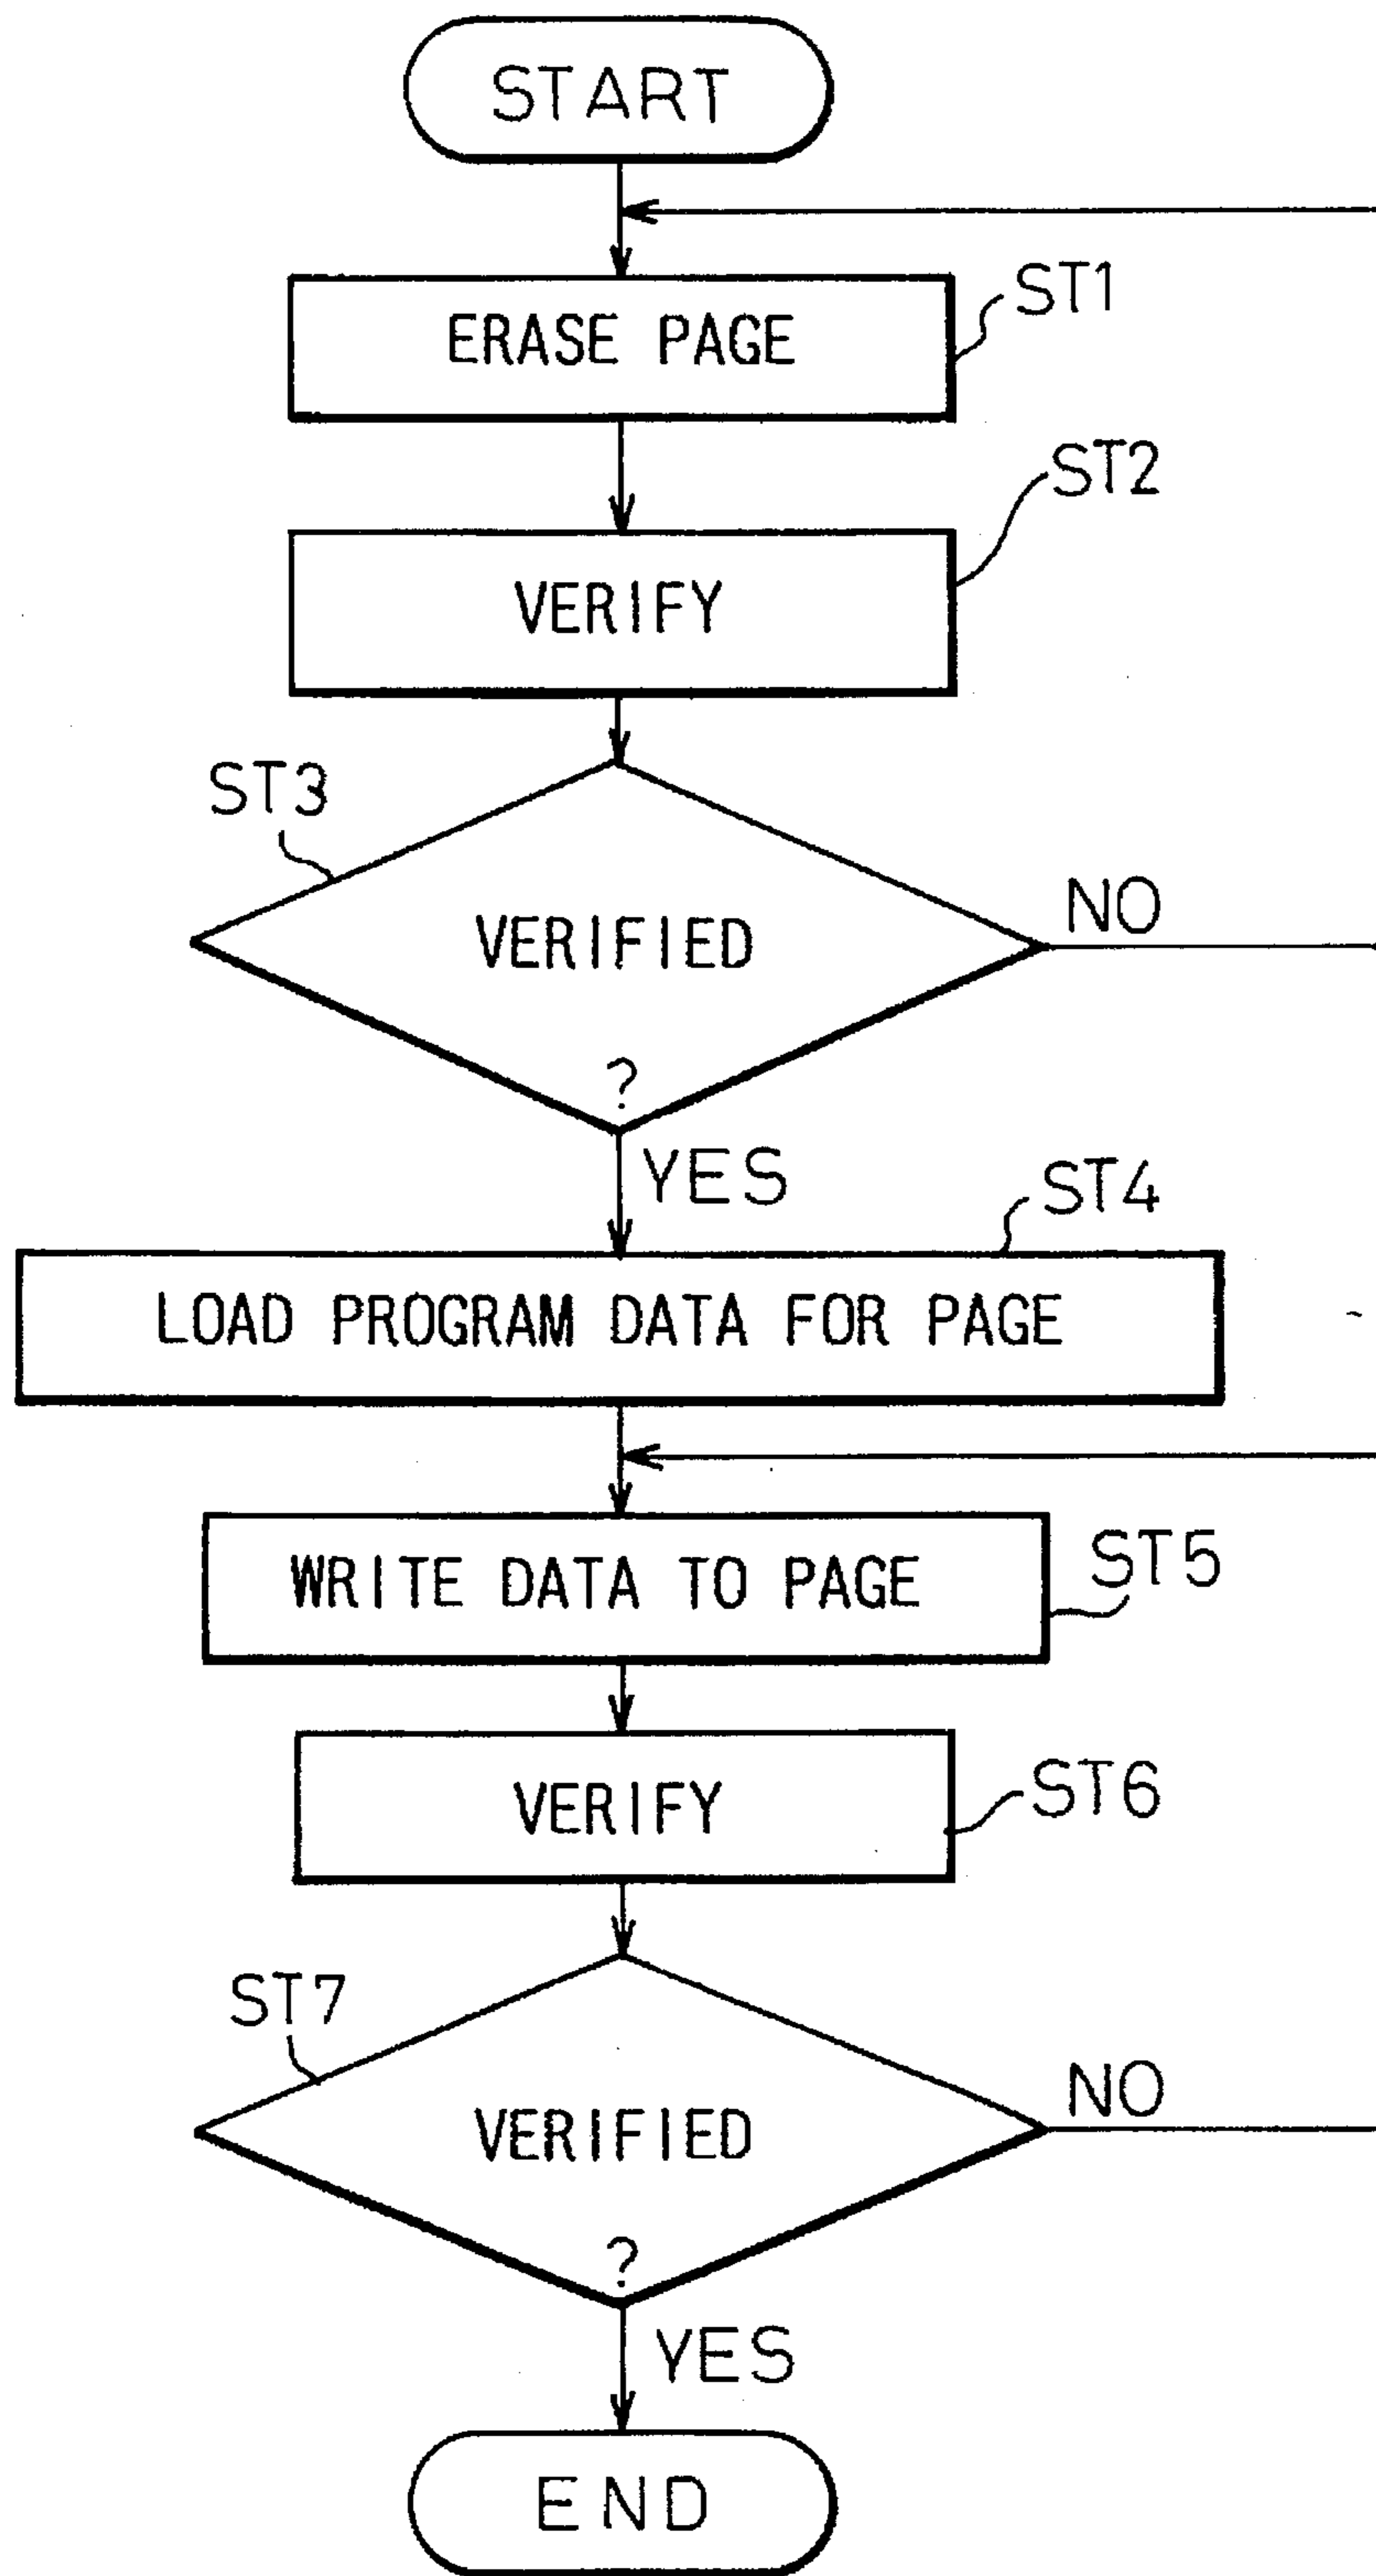 START
ERASE PAGE
ST1
ST2
VERIFY
ST3
VERIFIED
NO
?
YES
ST4
LOAD PROGRAM DATA FOR PAGE
WRITE DATA TO PAGE
ST5
VERIFY
ST6
ST7
VERIFIED
NO
?
YES
END